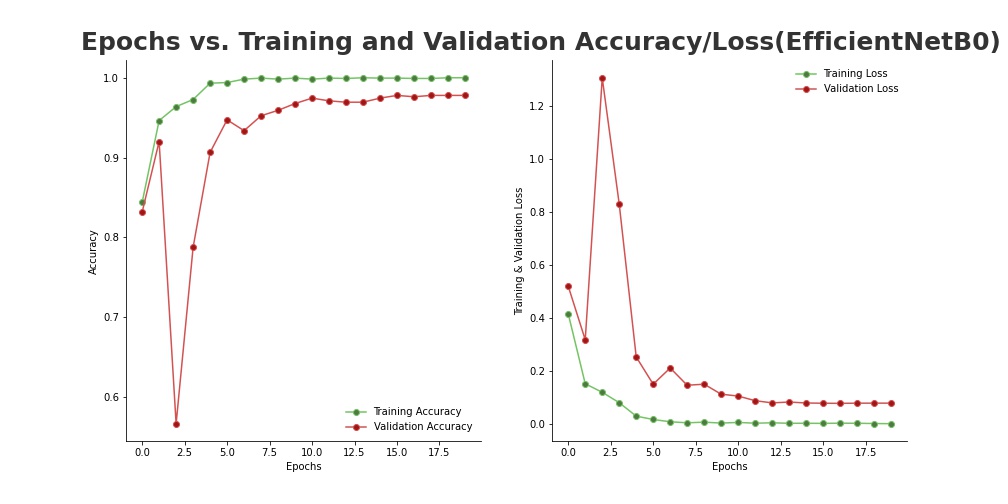 Epochs vs. Training and Validation Accuracy/Loss(EfficientNetB0)
1.0
0.9
0.8
0.7
0.6
Accuracy
0.0 2.5 5.0 7.5 10.0 12.5 15.0 17.5
Epochs
Training Accuracy
Validation Accuracy
1.2
1.0
0.8
0.6
0.4
0.2
0.0
Training & Validation Loss
0.0 2.5 5.0 7.5 10.0 12.5 15.0 17.5
Epochs
Training Loss
Validation Loss